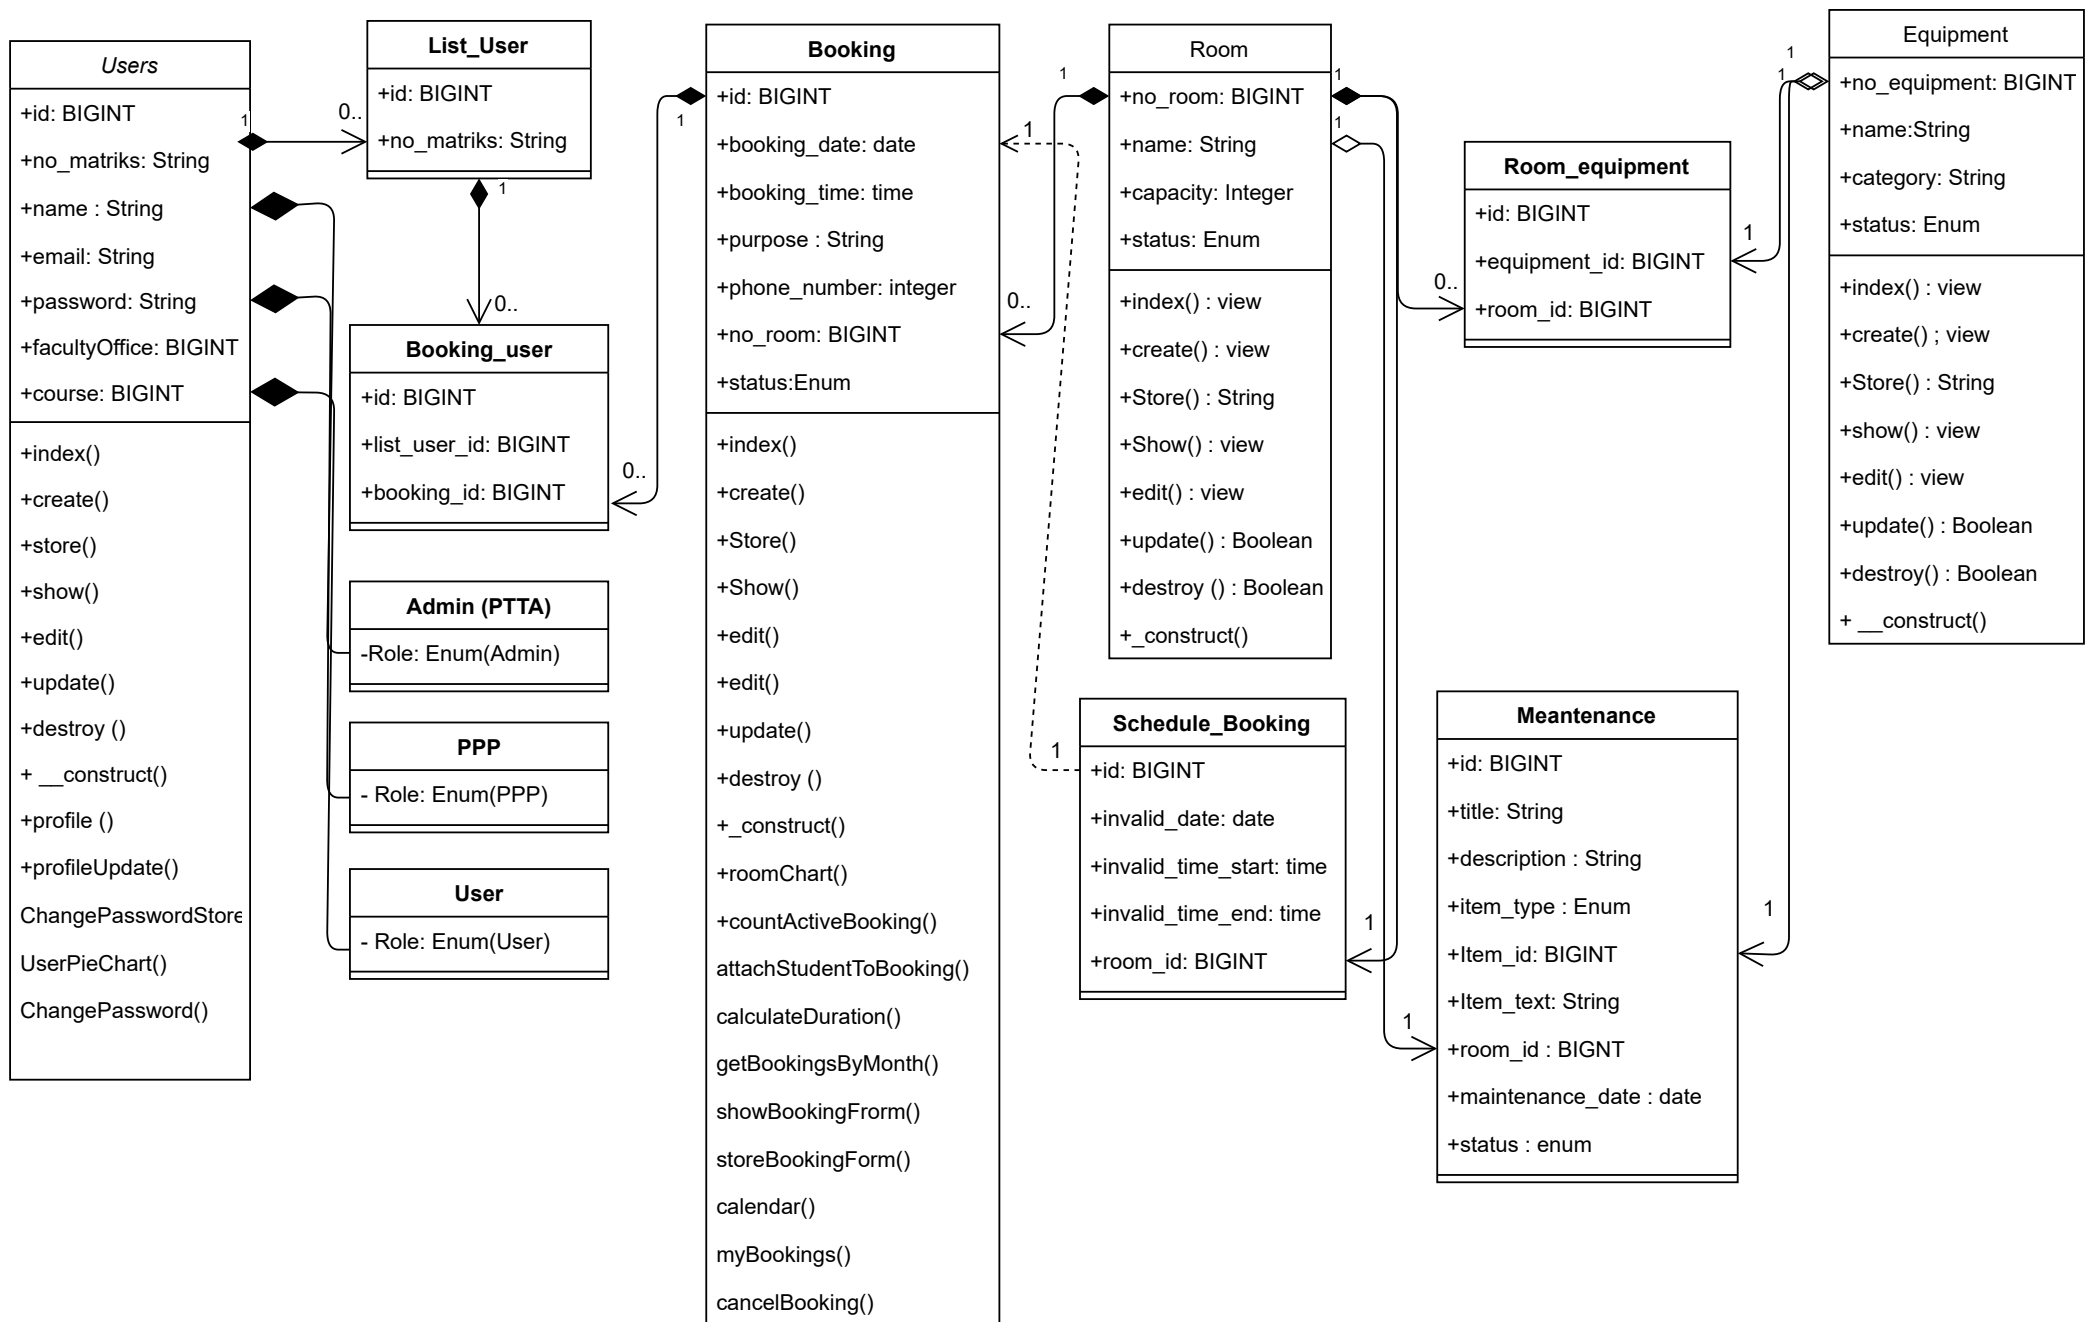 Users
+id: BIGINT
+no_matriks: String
+name : String
+email: String
+password: String
+facultyOffice: BIGINT
+course: BIGINT
+index()
+create()
+store()
+show()
+edit()
+update()
+destroy ()
+ __construct()
+profile ()
+profileUpdate()
ChangePasswordStore
UserPieChart()
ChangePassword()
1
0..
List_User
+id: BIGINT
+no_matriks: String
1
0..
Booking_user
+id: BIGINT
+list_user_id: BIGINT
+booking_id: BIGINT
0..
1
Admin (PTTA)
-Role: Enum(Admin)
PPP
- Role: Enum(PPP)
User
- Role: Enum(User)
Booking
+id: BIGINT
+booking_date: date
+booking_time: time
+purpose : String
+phone_number: integer
+no_room: BIGINT
+status:Enum
+index()
+create()
+Store()
+Show()
+edit()
+edit()
+update()
+destroy ()
+_construct()
+roomChart()
+countActiveBooking()
attachStudentToBooking()
calculateDuration()
getBookingsByMonth()
showBookingFrorm()
storeBookingForm()
calendar()
myBookings()
cancelBooking()
1
1
0..
1
Room
+no_room: BIGINT
+name: String
+capacity: Integer
+status: Enum
+index() : view
+create() : view
+Store() : String
+Show() : view
+edit() : view
+update() : Boolean
+destroy () : Boolean
+_construct()
1
1
Schedule_Booking
+id: BIGINT
+invalid_date: date
+invalid_time_start: time
+invalid_time_end: time
+room_id: BIGINT
1
1
0..
Room_equipment
+id: BIGINT
+equipment_id: BIGINT
+room_id: BIGINT
1
Meantenance
+id: BIGINT
+title: String
+description : String
+item_type : Enum
+Item_id: BIGINT
+Item_text: String
+room_id : BIGNT
+maintenance_date : date
+status : enum
1
1
1
Equipment
+no_equipment: BIGINT
+name:String
+category: String
+status: Enum
+index() : view
+create() ; view
+Store() : String
+show() : view
+edit() : view
+update() : Boolean
+destroy() : Boolean
+ __construct()